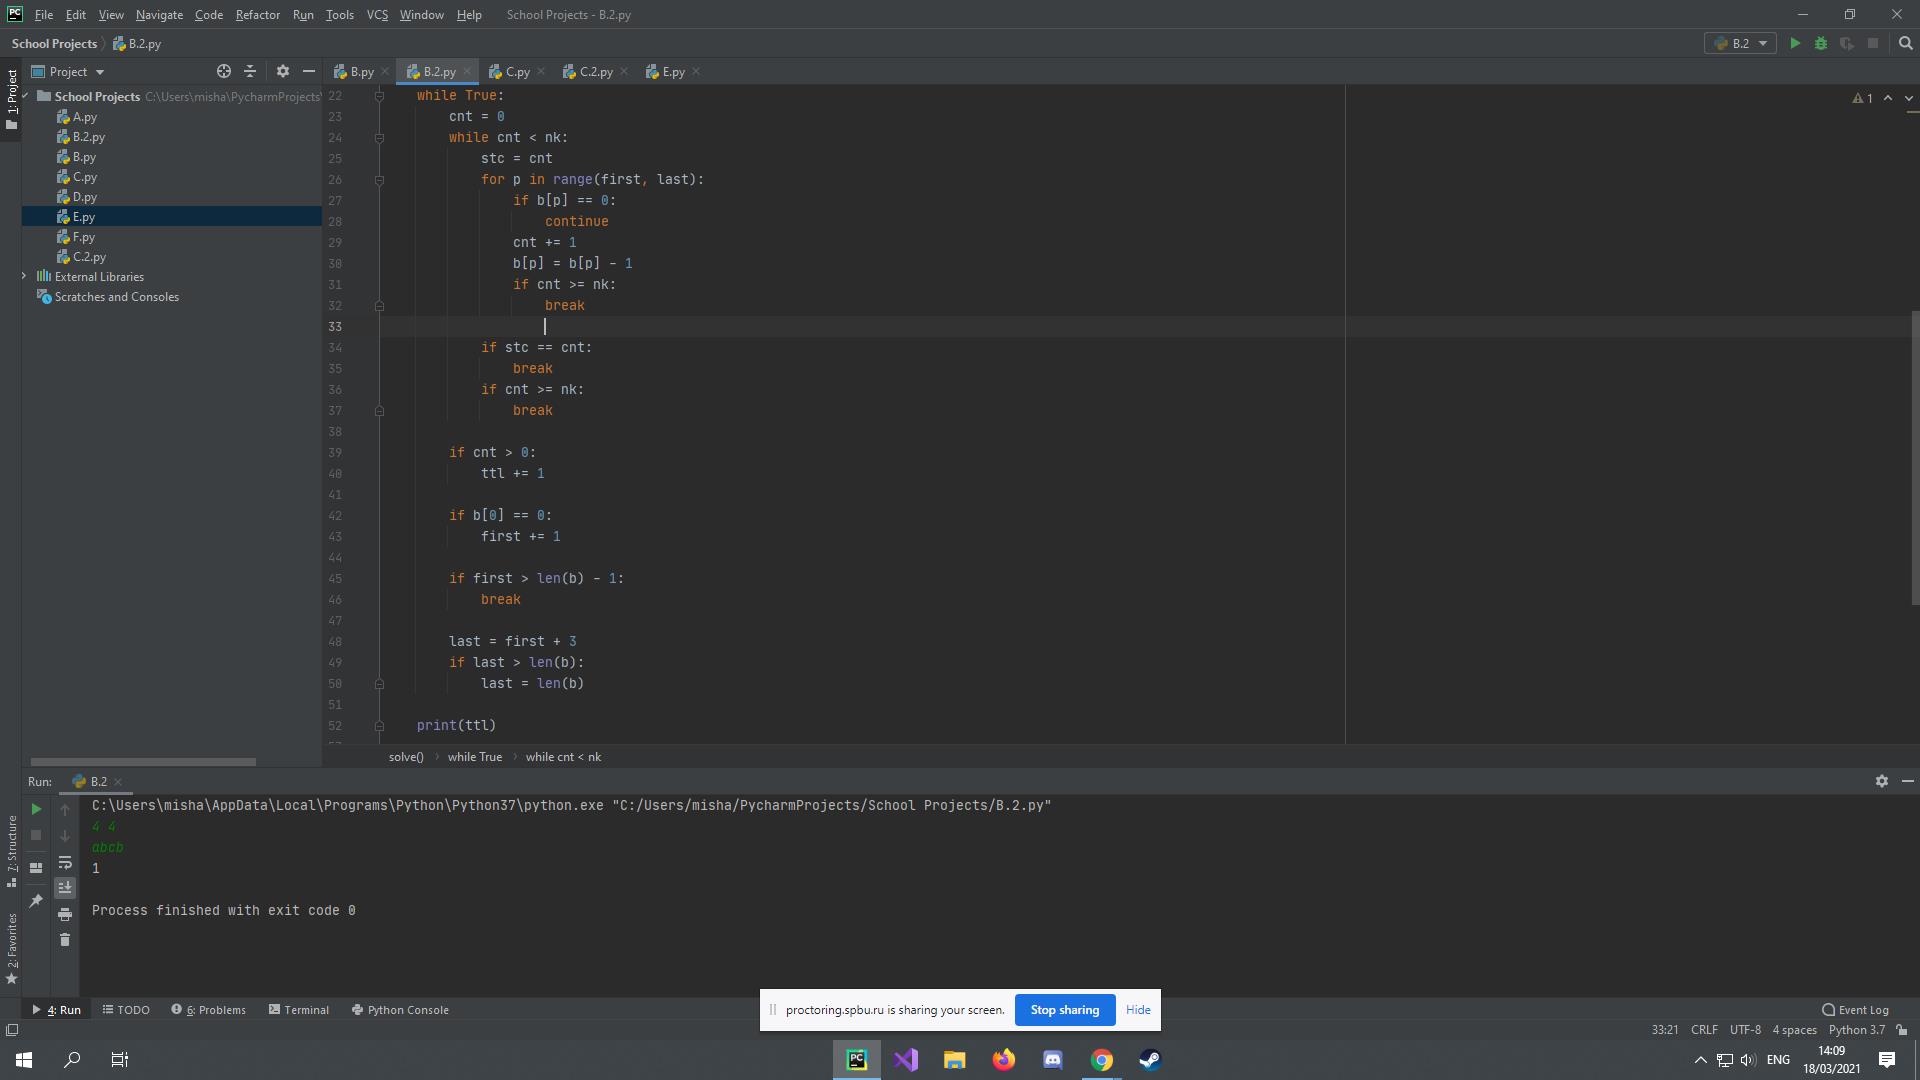 PC File Edit View Navigate Code Refactor Run Tools VCS Window Help School Projects - B.2.py
School Projects B.2.py B.2
1: Project
Project B.py B.2.py C.py C.2.py E.py
School Projects C:\Users\misha\PycharmProjects\
A.py
B.2.py
B.py
C.py
D.py
E.py
F.py
C.2.py
External Libraries
Scratches and Consoles
1
22 while True:
23 cnt = 0
24 while cnt < nk:
25 stc = cnt
26 for p in range(first, last):
27 if b[p] == 0:
28 continue
29 cnt += 1
30 b[p] = b[p] - 1
31 if cnt >= nk:
32 break
33
34 if stc == cnt:
35 break
36 if cnt >= nk:
37 break
38
39 if cnt > 0:
40 ttl += 1
41
42 if b[0] == 0:
43 first += 1
44
45 if first > len(b) - 1:
46 break
47
48 last = first + 3
49 if last > len(b):
50 last = len(b)
51
52 print(ttl)
solve() while True while cnt < nk
Run: B.2
C:\Users\misha\AppData\Local\Programs\Python\Python37\python.exe "C:/Users/misha/PycharmProjects/School Projects/B.2.py"
4 4
abcb
1
Process finished with exit code 0
7: Structure
2: Favorites
proctoring.spbu.ru is sharing your screen. Stop sharing Hide
4: Run TODO 6: Problems Terminal Python Console Event Log
33:21 CRLF UTF-8 4 spaces Python 3.7
PC ENG 14:09
18/03/2021